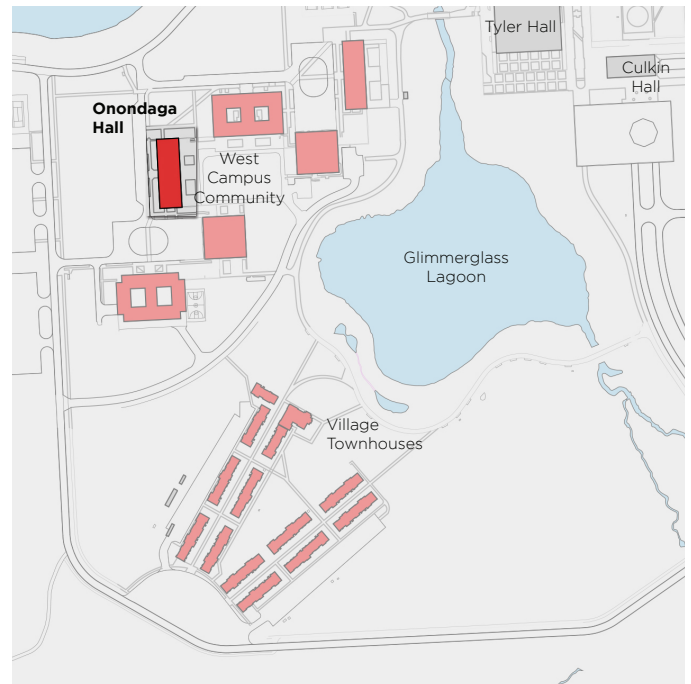 Tyler Hall
Culkin
Hall
Onondaga
Hall
West
Campus
Community
Glimmerglass
Lagoon
Village
Townhouses